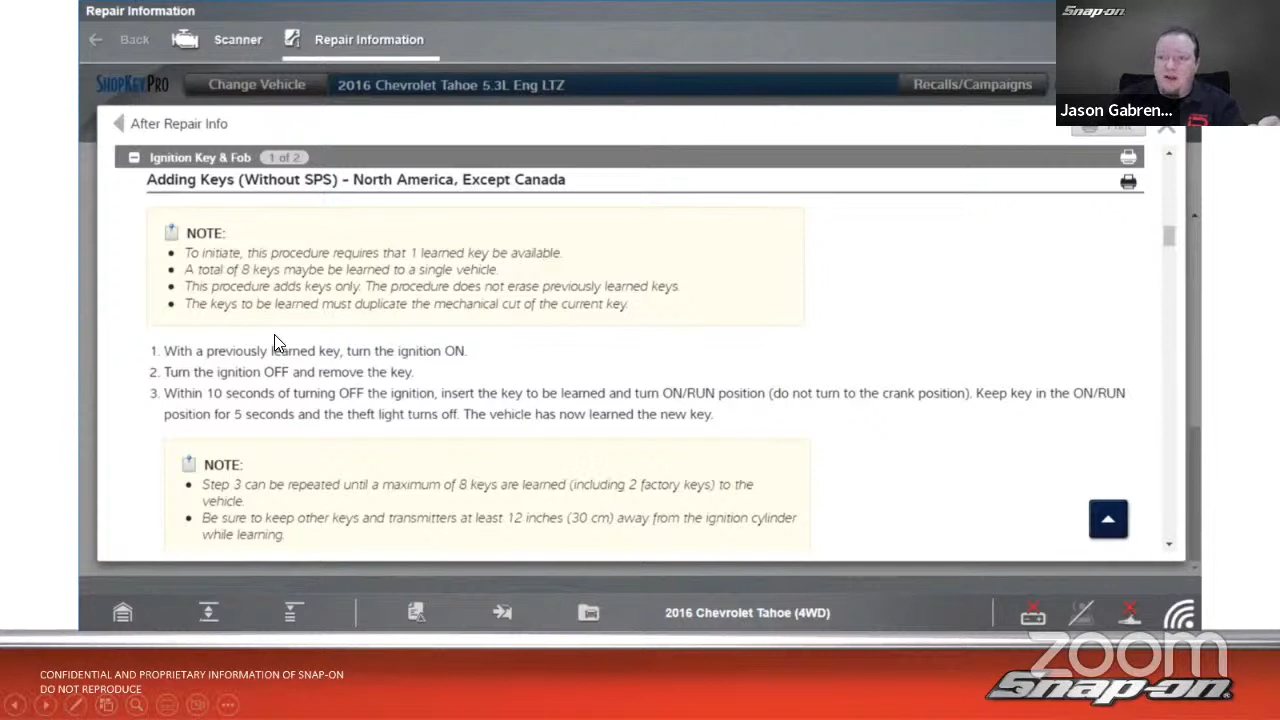 Repair Information
Snap-on
Back
Scanner
Repair Information
SHOPKEYPRO
Change Vehicle
2016 Chevrolet Tahoe 5.3L Eng LTZ
Recalls/Campaigns
Jason Gabren...
After Repair Info
Ignition Key & Fob
1 of 2
Adding Keys (Without SPS) - North America, Except Canada
NOTE:
• To initiate, this procedure requires that 1 learned key be available.
• A total of 8 keys maybe be learned to a single vehicle.
• This procedure adds keys only. The procedure does not erase previously learned keys.
• The keys to be learned must duplicate the mechanical cut of the current key.
1. With a previously learned key, turn the ignition ON.
2. Turn the ignition OFF and remove the key.
3. Within 10 seconds of turning OFF the ignition, insert the key to be learned and turn ON/RUN position (do not turn to the crank position). Keep key in the ON/RUN
position for 5 seconds and the theft light turns off. The vehicle has now learned the new key.
NOTE:
• Step 3 can be repeated until a maximum of 8 keys are learned (including 2 factory keys) to the
vehicle.
• Be sure to keep other keys and transmitters at least 12 inches (30 cm) away from the ignition cylinder
while learning.
2016 Chevrolet Tahoe (4WD)
zoom
CONFIDENTIAL AND PROPRIETARY INFORMATION OF SNAP-ON
DO NOT REPRODUCE
Snap-on